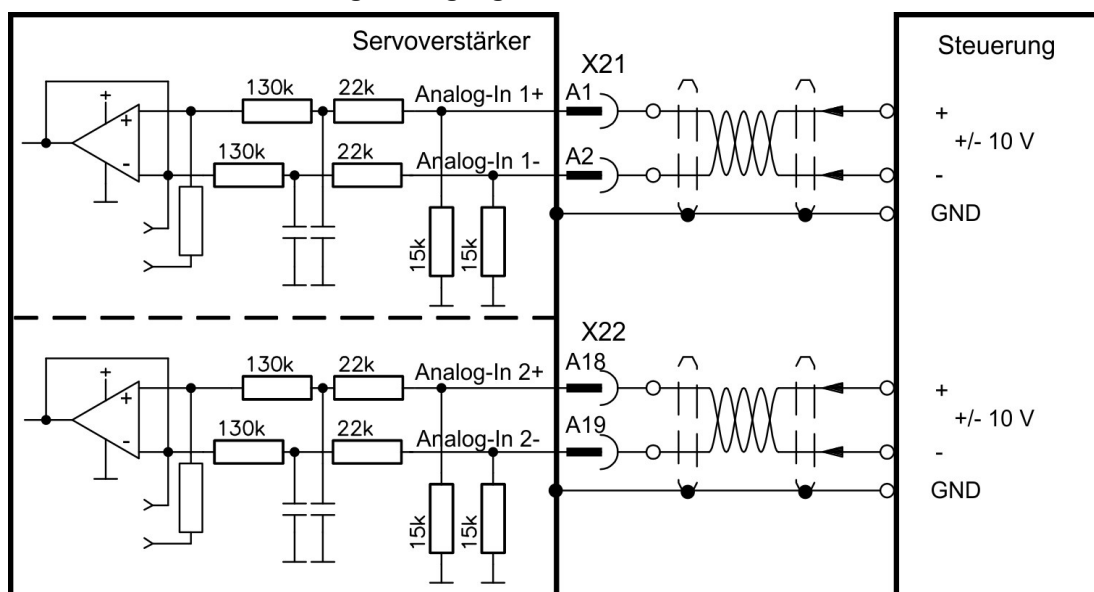 Servoverstärker
Steuerung
X21
130k
22k
Analog-In 1+
A1
+
+
+
+/- 10 V
130k
22k
Analog-In 1-
A2
-
-
GND
15k
15k
X22
130k
22k
Analog-In 2+
A18
+
+
+
+/- 10 V
130k
22k
Analog-In 2-
A19
-
-
GND
15k
15k